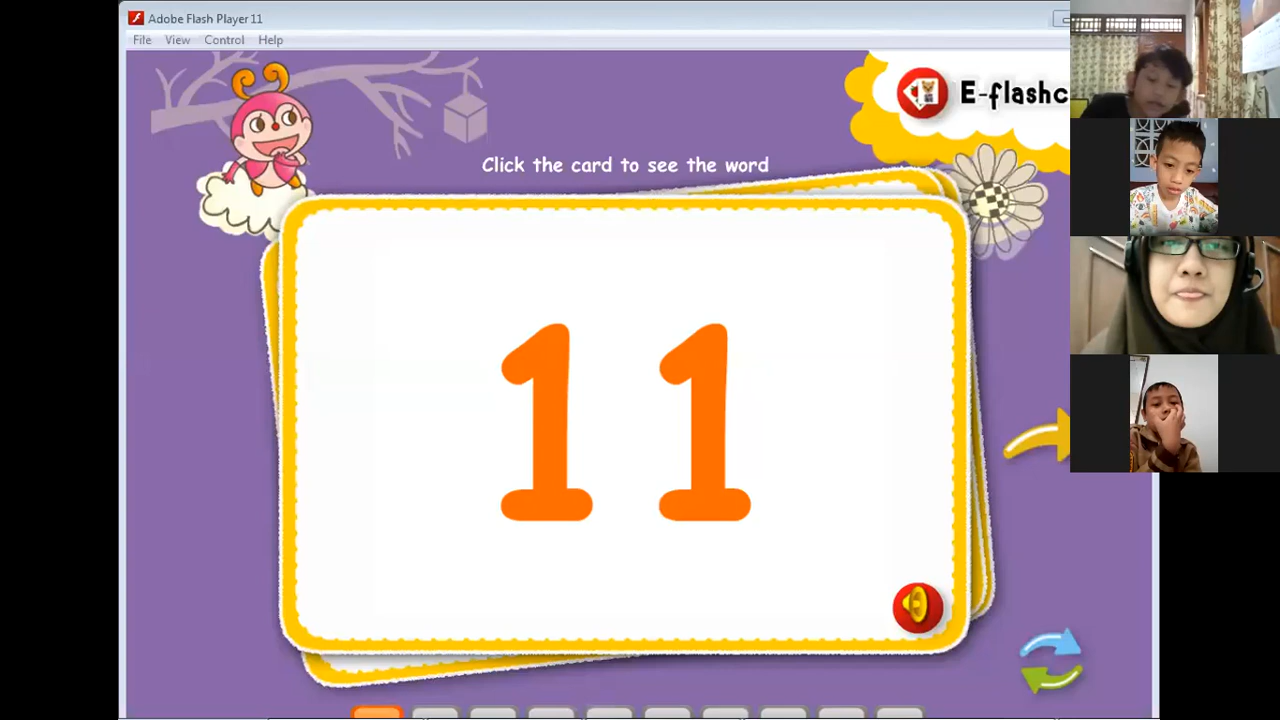 Adobe Flash Player 11
File View Control Help
E-flashc
Click the card to see the word
11